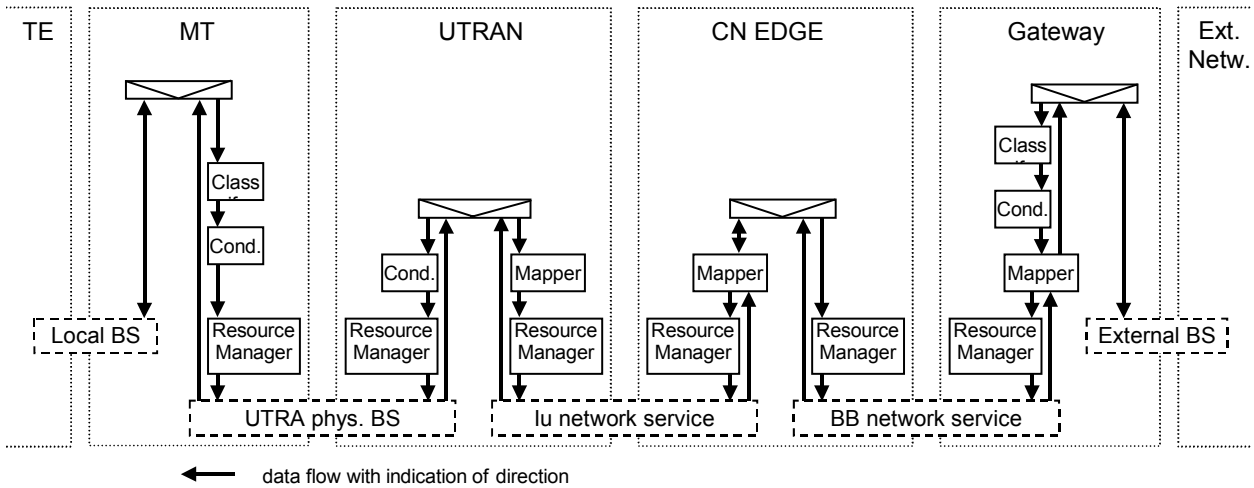 TE
MT
UTRAN
CN EDGE
Gateway
Ext.
Netw.
Class
Cond.
Resource
Manager
Local BS
Cond.
Mapper
Resource
Manager
Resource
Manager
Mapper
Resource
Manager
Resource
Manager
Class
Cond.
Mapper
Resource
Manager
External BS
UTRA phys. BS
Iu network service
BB network service
data flow with indication of direction